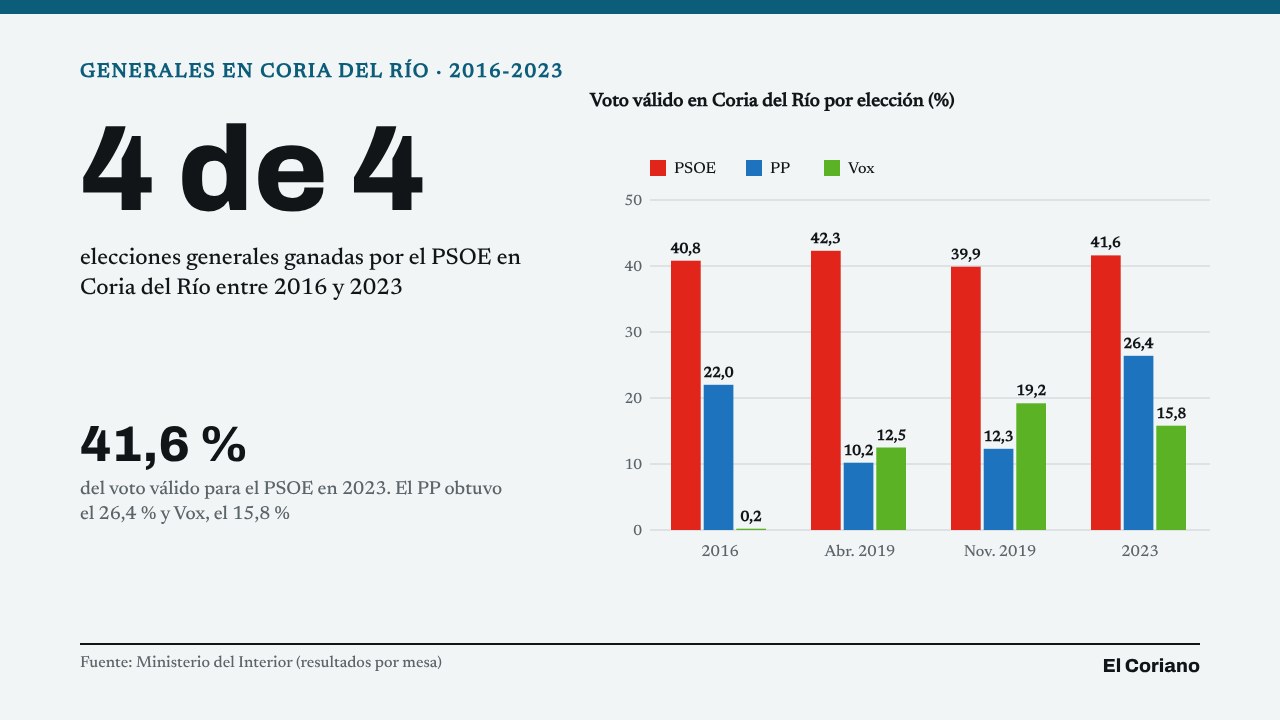 GENERALES EN CORIA DEL RÍO · 2016-2023
4 de 4
elecciones generales ganadas por el PSOE en
Coria del Río entre 2016 y 2023
41,6 %
del voto válido para el PSOE en 2023. El PP obtuvo
el 26,4 % y Vox, el 15,8 %
Voto válido en Coria del Río por elección (%)
PSOE PP Vox
50
40
30
20
10
0
40,8 22,0 0,2
42,3 10,2 12,5
39,9 12,3 19,2
41,6 26,4 15,8
2016 Abr. 2019 Nov. 2019 2023
Fuente: Ministerio del Interior (resultados por mesa)
El Coriano